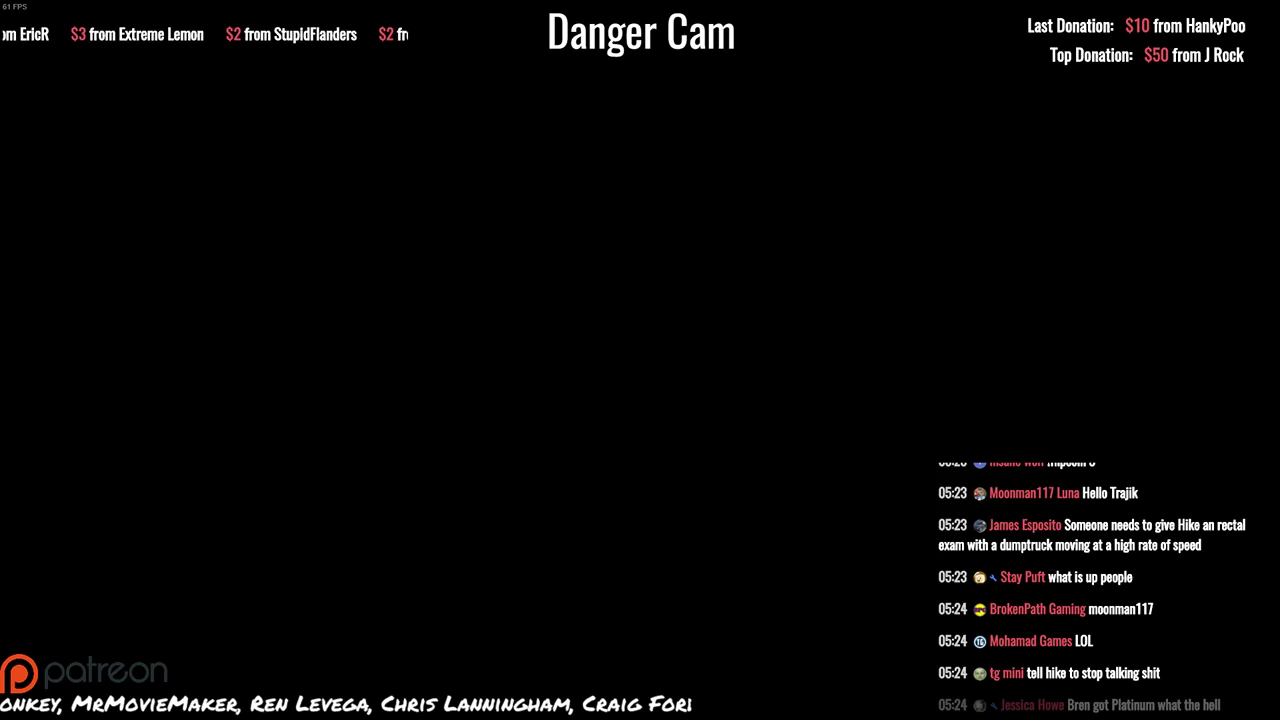 61 FPS
om EricR $3 from Extreme Lemon $2 from StupidFlanders $2 fr
Danger Cam
Last Donation: $10 from HankyPoo
Top Donation: $50 from J Rock
05:23 Moonman117 Luna Hello Trajik
05:23 James Esposito Someone needs to give Hike an rectal
exam with a dumptruck moving at a high rate of speed
05:23 Stay Puft what is up people
05:24 BrokenPath Gaming moonman117
05:24 Mohamad Games LOL
05:24 tg mini tell hike to stop talking shit
05:24 Jessica Howe Bren got Platinum what the hell
patreon
onkey, MrMovieMaker, Ren Levega, Chris Lanningham, Craig Fori